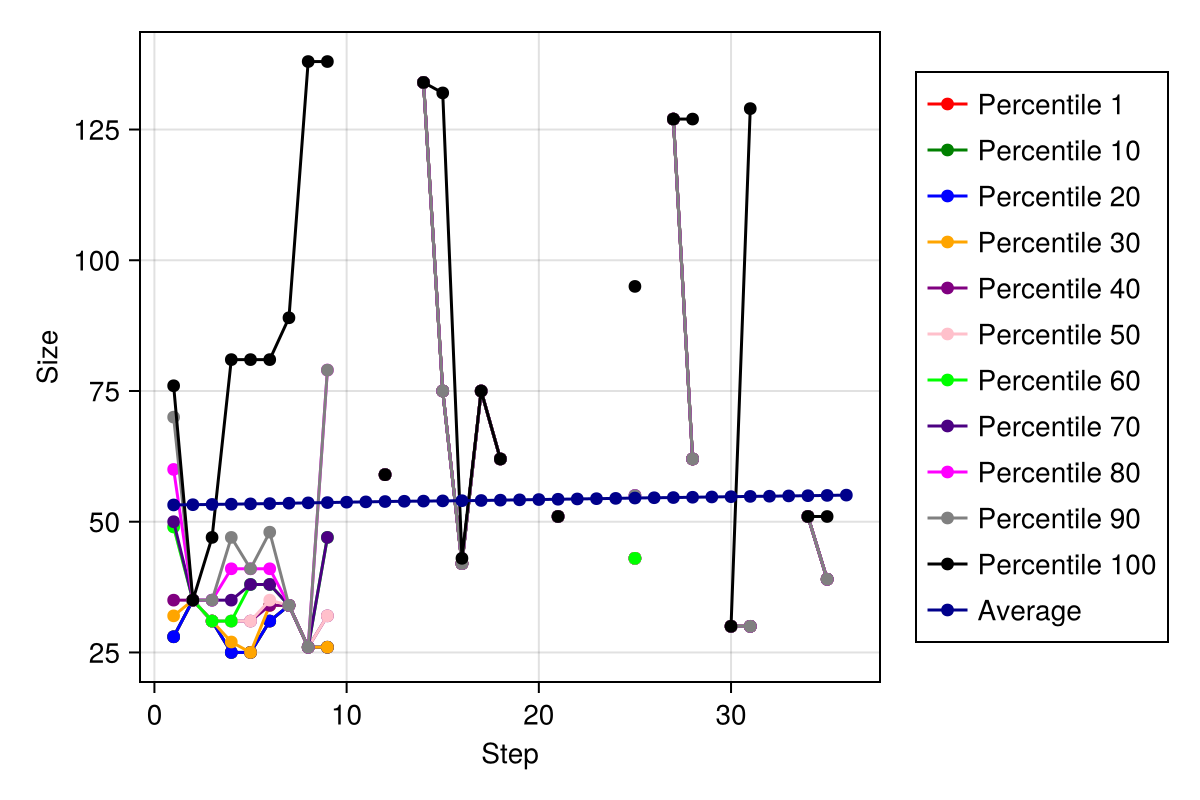 125
100
75
50
25
Size
0 10 20 30
Step
Percentile 1
Percentile 10
Percentile 20
Percentile 30
Percentile 40
Percentile 50
Percentile 60
Percentile 70
Percentile 80
Percentile 90
Percentile 100
Average